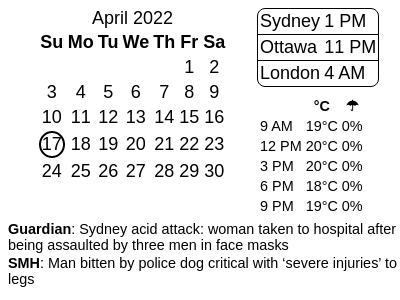 April 2022
Su Mo Tu We Th Fr Sa
1 2
3 4 5 6 7 8 9
10 11 12 13 14 15 16
17 18 19 20 21 22 23
24 25 26 27 28 29 30
Sydney 1 PM
Ottawa 11 PM
London 4 AM
°C ☂
9 AM 19°C 0%
12 PM 20°C 0%
3 PM 20°C 0%
6 PM 18°C 0%
9 PM 19°C 0%
Guardian: Sydney acid attack: woman taken to hospital after
being assaulted by three men in face masks
SMH: Man bitten by police dog critical with ‘severe injuries’ to
legs